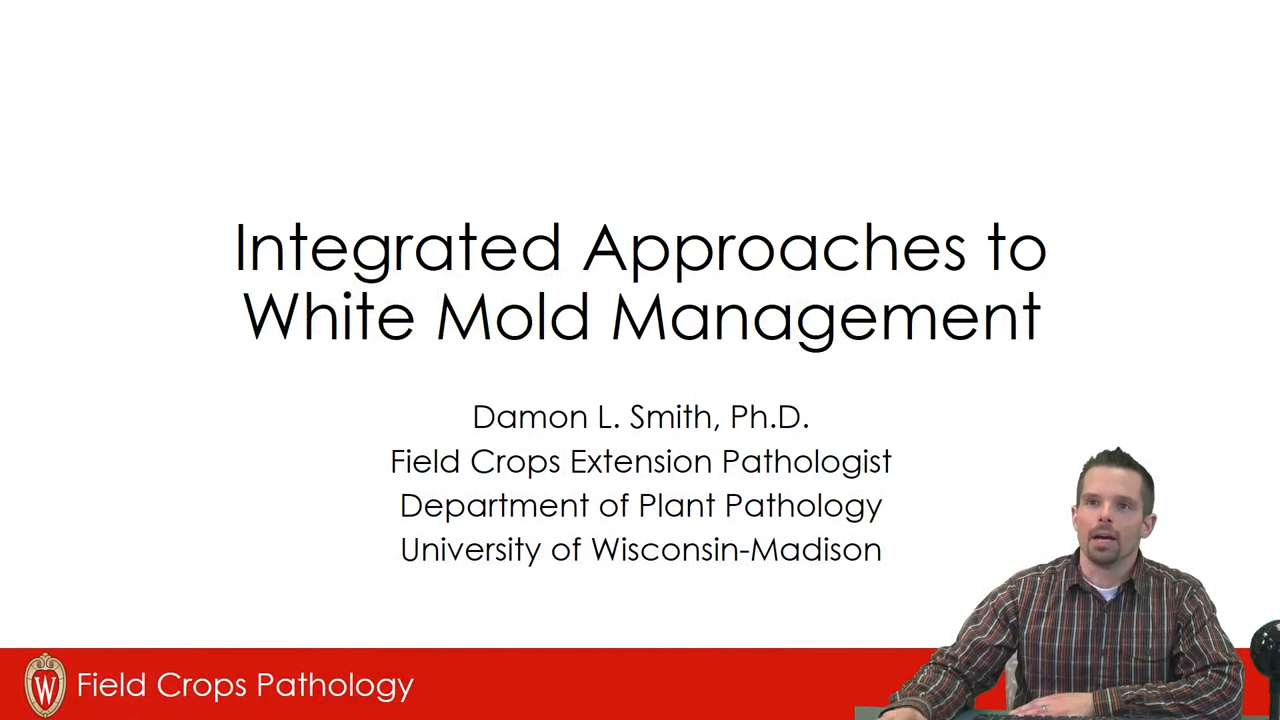 Integrated Approaches to
White Mold Management
Damon L. Smith, Ph.D.
Field Crops Extension Pathologist
Department of Plant Pathology
University of Wisconsin-Madison
W Field Crops Pathology